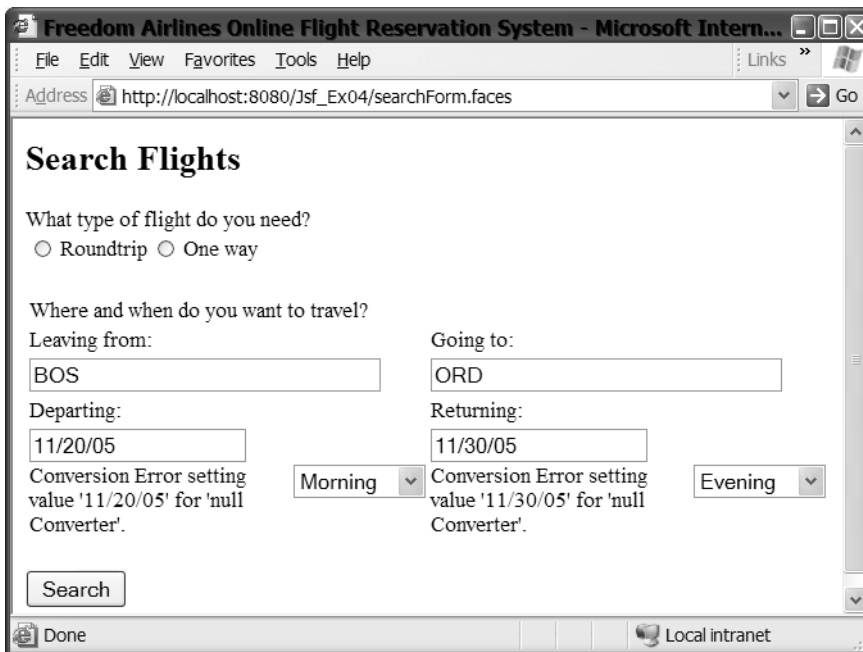 Freedom Airlines Online Flight Reservation System - Microsoft Intern...
File Edit View Favorites Tools Help Links »
Address http://localhost:8080/Jsf_Ex04/searchForm.faces Go
Search Flights
What type of flight do you need?
Roundtrip One way
Where and when do you want to travel?
Leaving from: Going to:
BOS ORD
Departing: Returning:
11/20/05 11/30/05
Conversion Error setting Morning Conversion Error setting Evening
value '11/20/05' for 'null value '11/30/05' for 'null
Converter'. Converter'.
Search
Done Local intranet